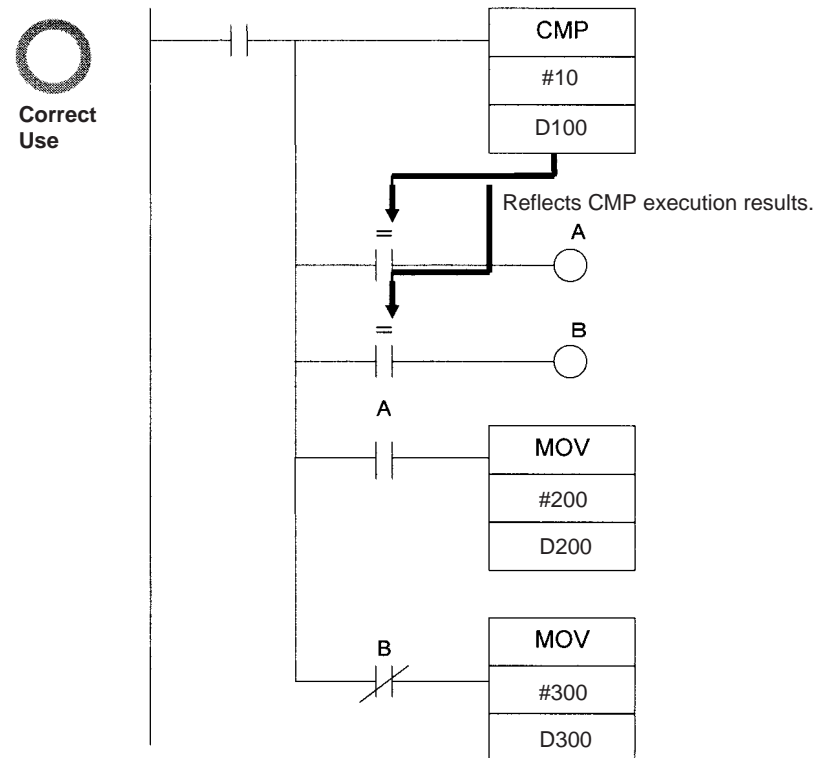 CMP
#10
Correct
Use
D100
Reflects CMP execution results.
=
A
=
B
A
MOV
#200
D200
B
MOV
#300
D300